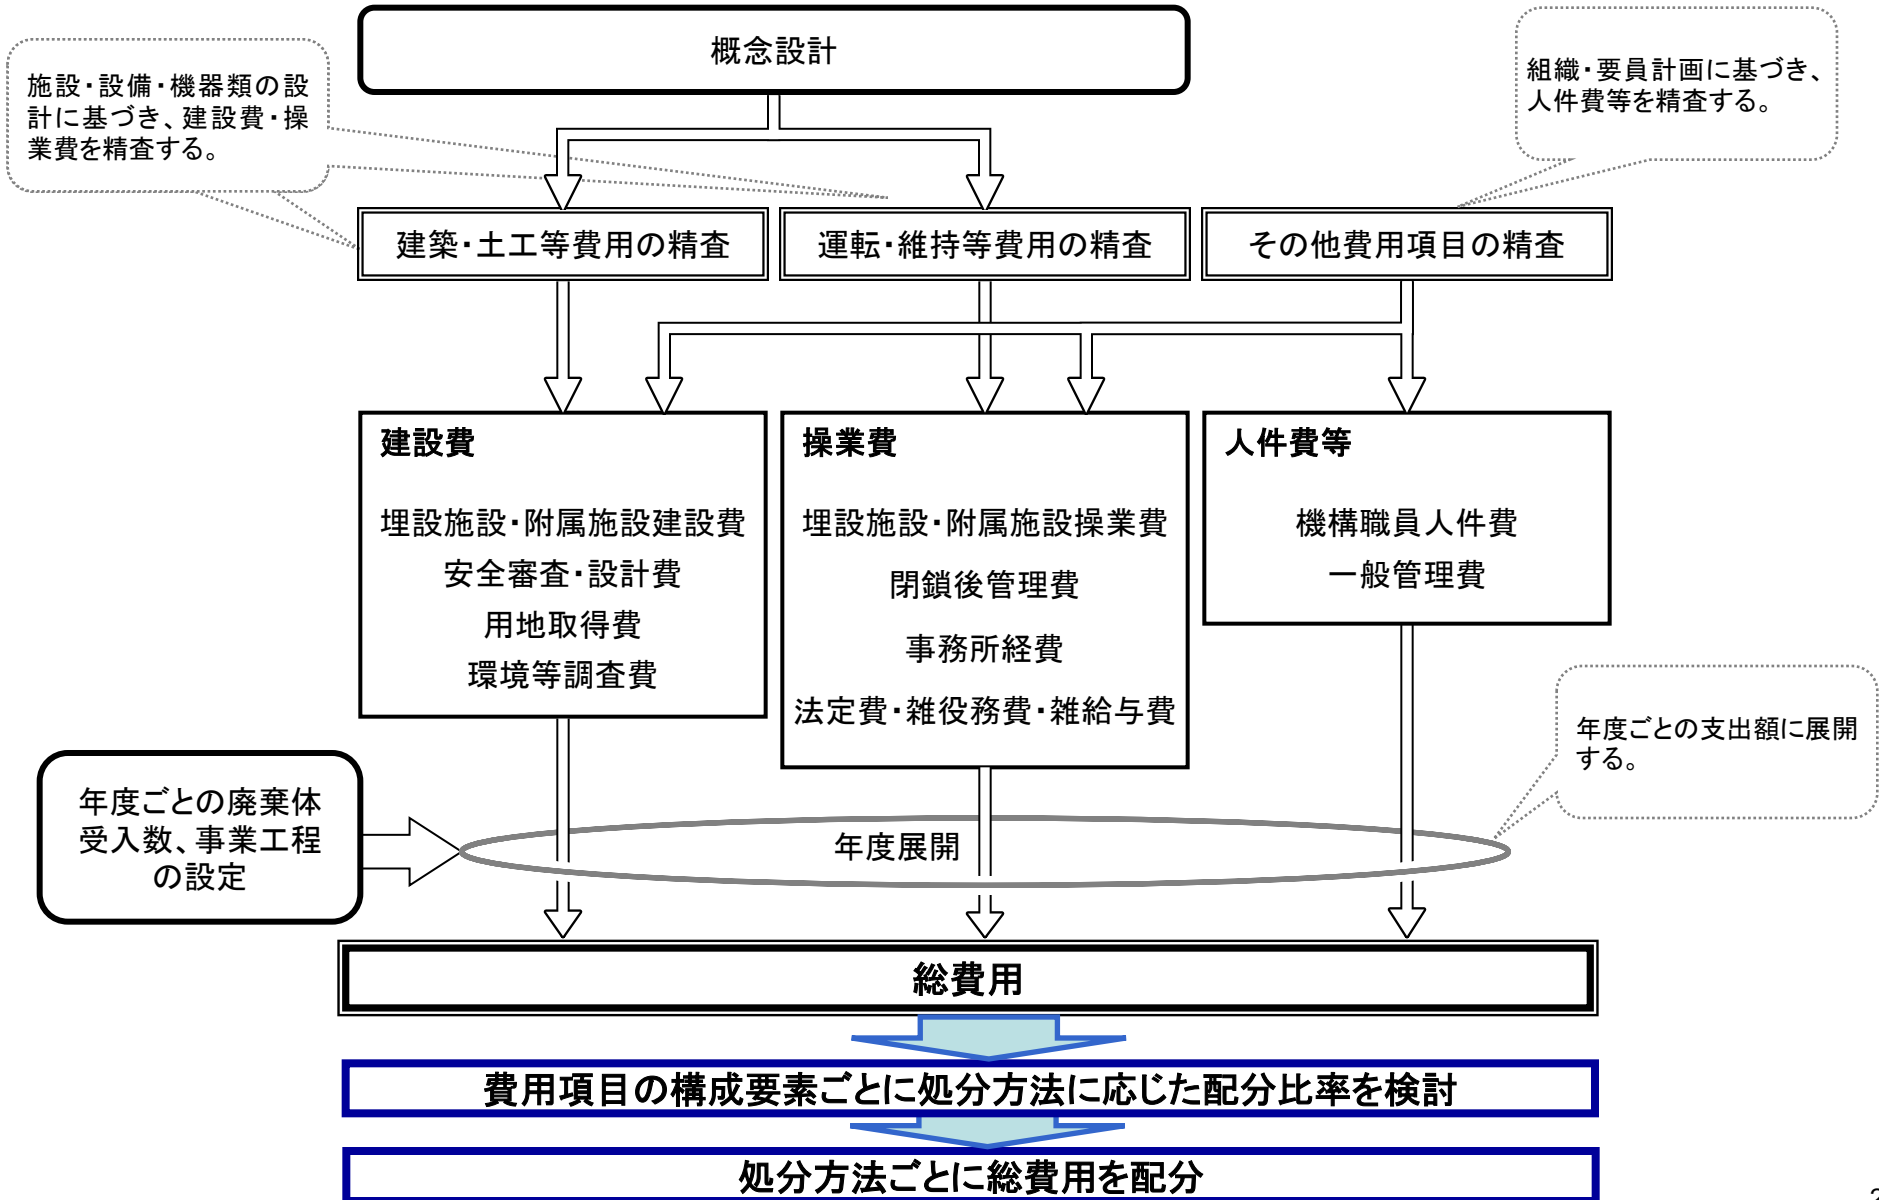 概念設計
施設・設備・機器類の設
計に基づき、建設費・操
業費を精査する。
組織・要員計画に基づき、
人件費等を精査する。
建築・土工等費用の精査
運転・維持等費用の精査
その他費用項目の精査
建設費
埋設施設・附属施設建設費
安全審査・設計費
用地取得費
環境等調査費
操業費
埋設施設・附属施設操業費
閉鎖後管理費
事務所経費
法定費・雑役務費・雑給与費
人件費等
機構職員人件費
一般管理費
年度ごとの支出額に展開
する。
年度ごとの廃棄体
受入数、事業工程
の設定
年度展開
総費用
費用項目の構成要素ごとに処分方法に応じた配分比率を検討
処分方法ごとに総費用を配分